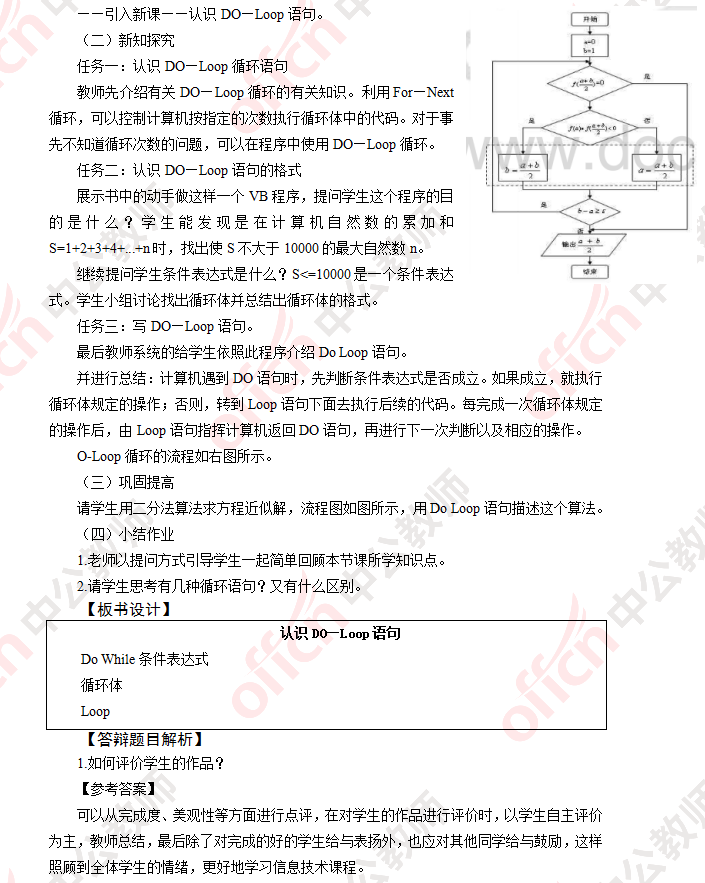 ——引入新课——认识 DO—Loop 语句。
（二）新知探究
任务一：认识 DO—Loop 循环语句
教师先介绍有关 DO—Loop 循环的有关知识。利用 For—Next
循环，可以控制计算机按指定的次数执行循环体中的代码。对于事
先不知道循环次数的问题，可以在程序中使用 DO—Loop 循环。
任务二：认识 DO—Loop 语句的格式
展示书中的动手做这样一个 VB 程序，提问学生这个程序的目
的是什么？学生能发现是在计算机自然数的累加和
S=1+2+3+4+...+n 时，找出使 S 不大于 10000 的最大自然数 n。
继续提问学生条件表达式是什么？S<=10000 是一个条件表达
式。学生小组讨论找出循环体并总结出循环体的格式。
任务三：写 DO—Loop 语句。
最后教师系统的给学生依照此程序介绍 Do Loop 语句。
并进行总结：计算机遇到 DO 语句时，先判断条件表达式是否成立。如果成立，就执行
循环体规定的操作；否则，转到 Loop 语句下面去执行后续的代码。每完成一次循环体规定
的操作后，由 Loop 语句指挥计算机返回 DO 语句，再进行下一次判断以及相应的操作。
O-Loop 循环的流程如右图所示。
（三）巩固提高
请学生用二分法算法求方程近似解，流程图如图所示，用 Do Loop 语句描述这个算法。
（四）小结作业
1.老师以提问方式引导学生一起简单回顾本节课所学知识点。
2.请学生思考有几种循环语句？又有什么区别。
【板书设计】
认识 DO—Loop 语句
Do While 条件表达式
循环体
Loop
【答辩题目解析】
1.如何评价学生的作品？
【参考答案】
可以从完成度、美观性等方面进行点评，在对学生的作品进行评价时，以学生自主评价
为主，教师总结，最后除了对完成的好的学生给与表扬外，也应对其他同学给与鼓励，这样
照顾到全体学生的情绪，更好地学习信息技术课程。
开始
a=0
b=1
f((a+b)/2)=0
是
f(a)*f((a+b)/2)<0
是
否
b=(a+b)/2
a=(a+b)/2
b-a≥ε
是
否
输出(a+b)/2
结束
www.doc
offcn 中公教师